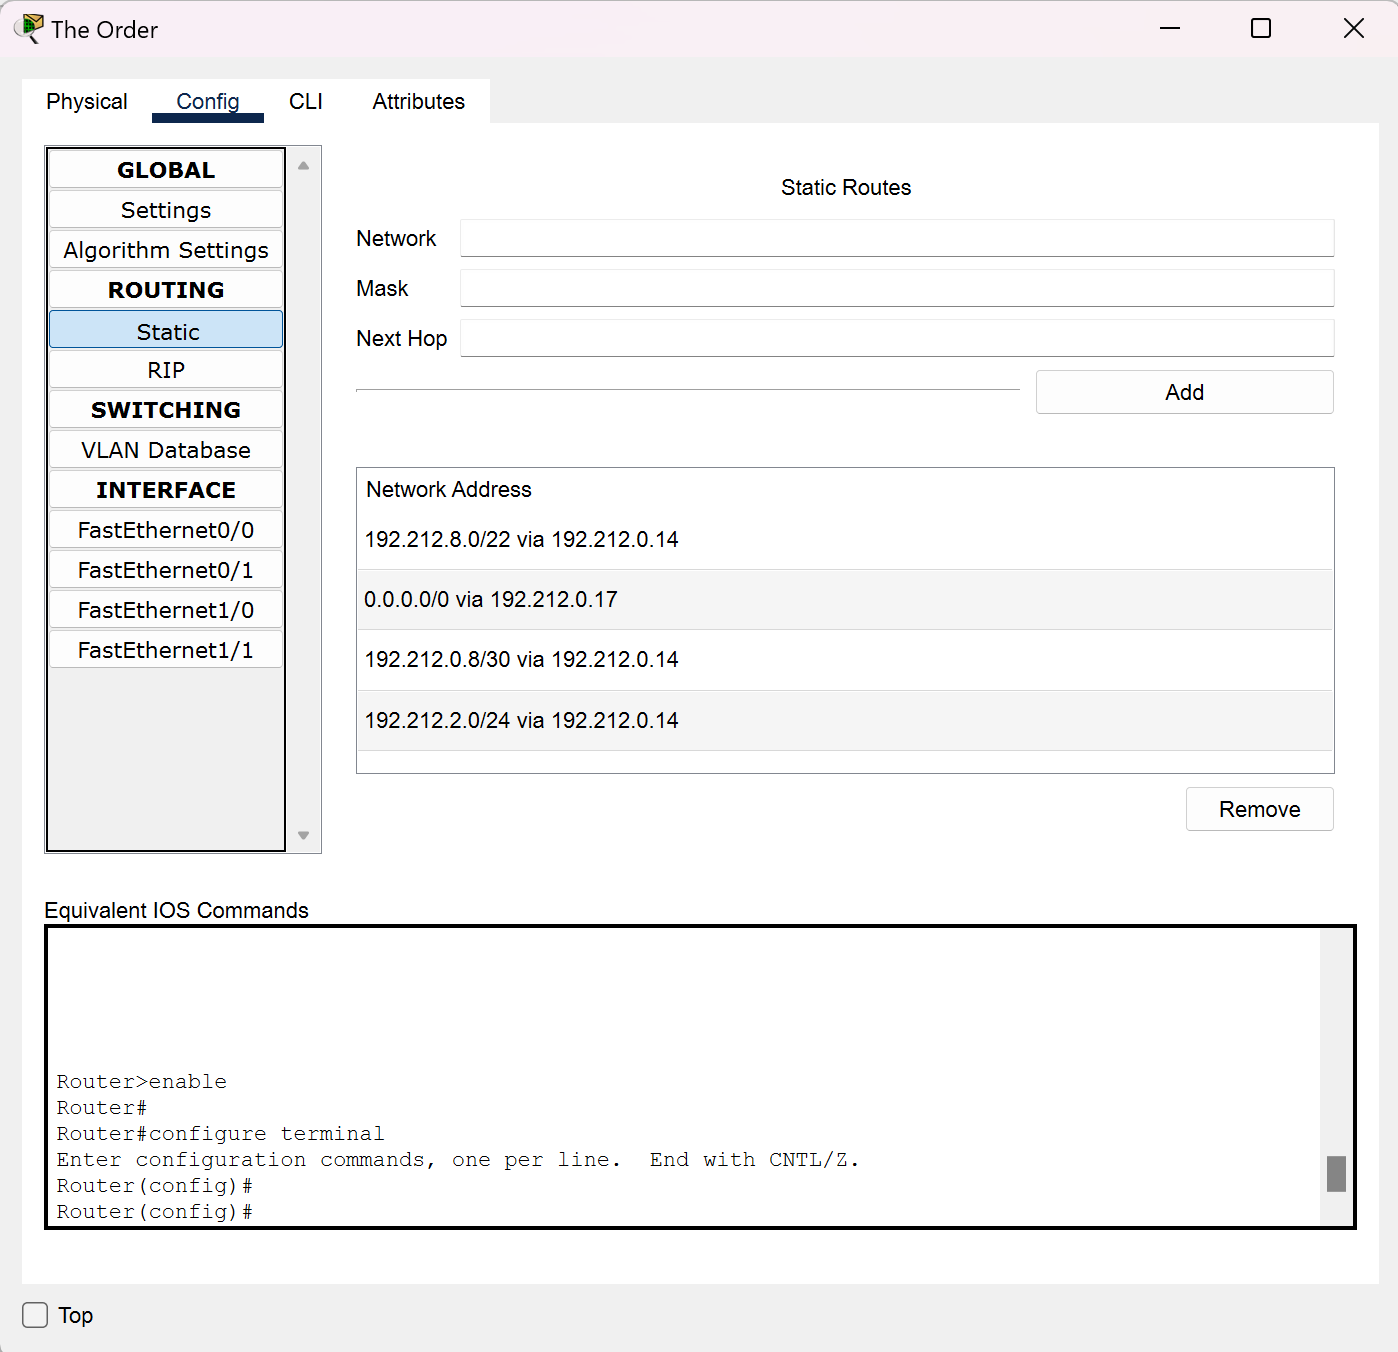 The Order
Physical
Config
CLI
Attributes
GLOBAL
Settings
Algorithm Settings
ROUTING
Static
RIP
SWITCHING
VLAN Database
INTERFACE
FastEthernet0/0
FastEthernet0/1
FastEthernet1/0
FastEthernet1/1
Static Routes
Network
Mask
Next Hop
Add
Network Address
192.212.8.0/22 via 192.212.0.14
0.0.0.0/0 via 192.212.0.17
192.212.0.8/30 via 192.212.0.14
192.212.2.0/24 via 192.212.0.14
Remove
Equivalent IOS Commands
Router>enable
Router#
Router#configure terminal
Enter configuration commands, one per line.  End with CNTL/Z.
Router(config)#
Router(config)#
Top